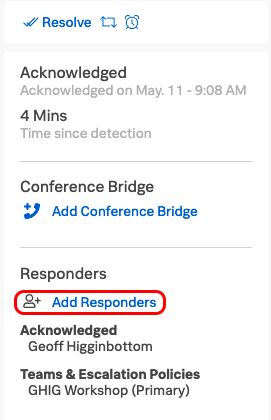 Resolve
Acknowledged
Acknowledged on May. 11 - 9:08 AM
4 Mins
Time since detection
Conference Bridge
Add Conference Bridge
Responders
Add Responders
Acknowledged
Geoff Higginbottom
Teams & Escalation Policies
GHIG Workshop (Primary)